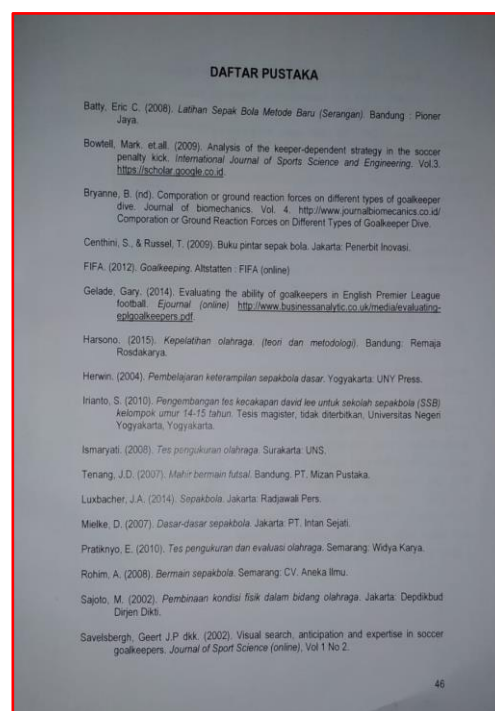 DAFTAR PUSTAKA
Batty, Eric C. (2008). Latihan Sepak Bola Metode Baru (Serangan). Bandung : Pioner
Jaya.
Bowtell, Mark. et.all. (2009). Analysis of the keeper-dependent strategy in the soccer
penalty kick. International Journal of Sports Science and Engineering. Vol.3.
https://scholar.google.co.id.
Bryanne, B. (nd). Comporation or ground reaction forces on different types of goalkeeper
dive. Journal of biomechanics. Vol. 4. http://www.journalbiomecanics.co.id/
Comporation or Ground Reaction Forces on Different Types of Goalkeeper Dive.
Centhini, S., & Russel, T. (2009). Buku pintar sepak bola. Jakarta: Penerbit Inovasi.
FIFA. (2012). Goalkeeping. Altstatten : FIFA (online)
Gelade, Gary. (2014). Evaluating the ability of goalkeepers in English Premier League
football. Ejournal (online) http://www.businessanalytic.co.uk/media/evaluating-
eplgoalkeepers.pdf.
Harsono. (2015). Kepelatihan olahraga. (teori dan metodologi). Bandung: Remaja
Rosdakarya.
Herwin. (2004). Pembelajaran keterampilan sepakbola dasar. Yogyakarta: UNY Press.
Irianto, S. (2010). Pengembangan tes kecakapan david lee untuk sekolah sepakbola (SSB)
kelompok umur 14-15 tahun. Tesis magister, tidak diterbitkan, Universitas Negeri
Yogyakarta, Yogyakarta.
Ismaryati. (2008). Tes pengukuran olahraga. Surakarta: UNS.
Tenang, J.D. (2007). Mahir bermain futsal. Bandung. PT. Mizan Pustaka.
Luxbacher, J.A. (2014). Sepakbola. Jakarta: Radjawali Pers.
Mielke, D. (2007). Dasar-dasar sepakbola. Jakarta: PT. Intan Sejati.
Pratiknyo, E. (2010). Tes pengukuran dan evaluasi olahraga. Semarang: Widya Karya.
Rohim, A. (2008). Bermain sepakbola. Semarang: CV. Aneka Ilmu.
Sajoto, M. (2002). Pembinaan kondisi fisik dalam bidang olahraga. Jakarta: Depdikbud
Dirjen Dikti.
Savelsbergh, Geert J.P dkk. (2002). Visual search, anticipation and expertise in soccer
goalkeepers. Journal of Sport Science (online), Vol 1 No 2.
46